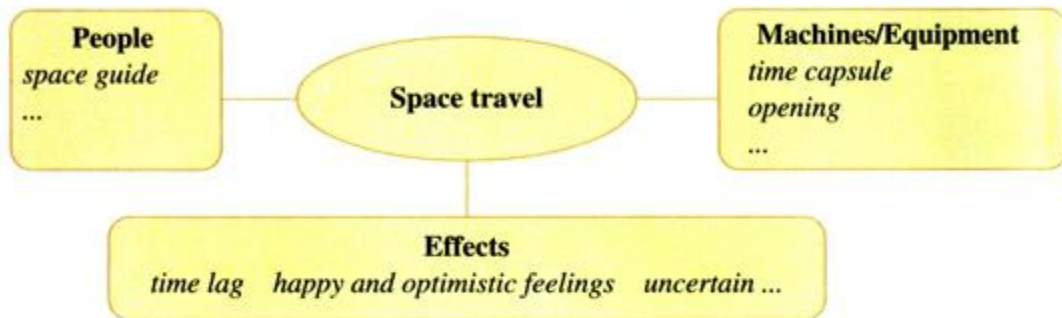 People
space guide
...
Space travel
Machines/Equipment
time capsule
opening
...
Effects
time lag happy and optimistic feelings uncertain ...